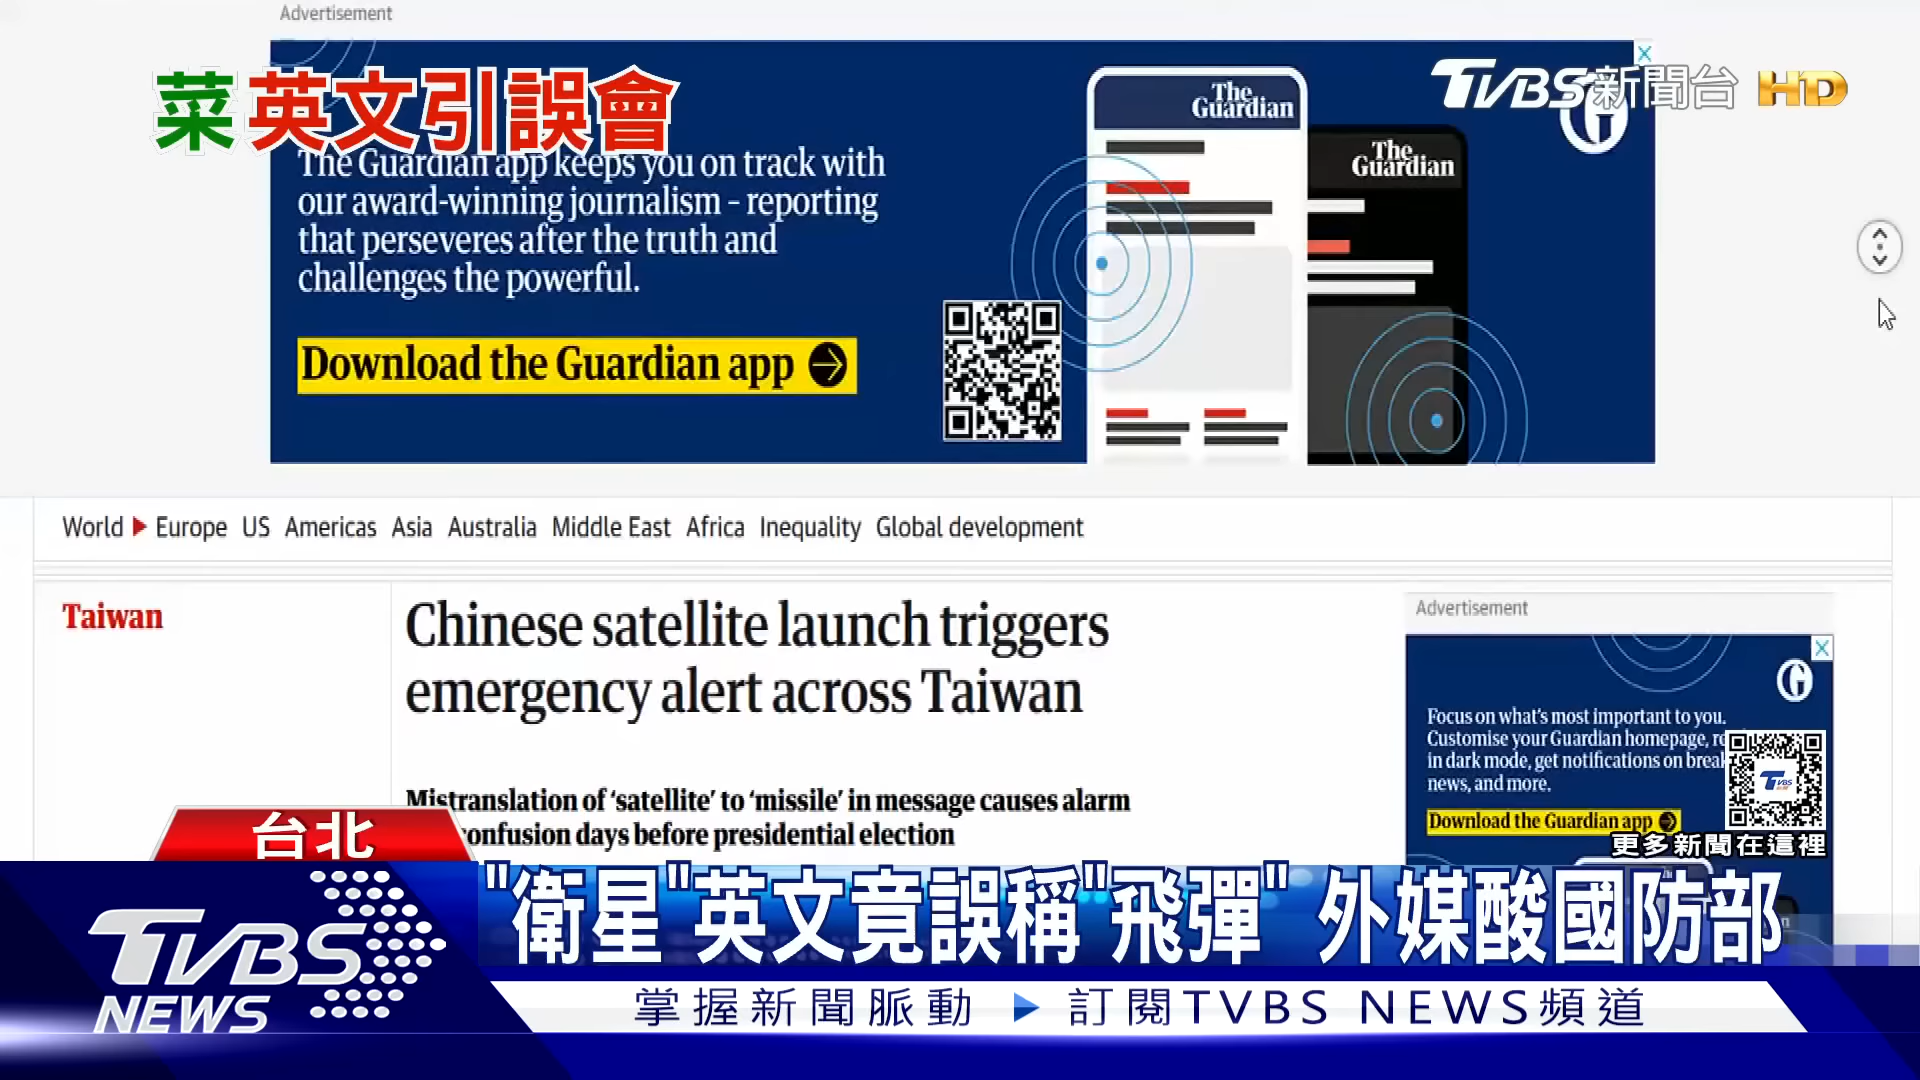 Advertisement
菜英文引誤會
TVBS新聞台 HD
The Guardian app keeps you on track with
our award-winning journalism – reporting
that perseveres after the truth and
challenges the powerful.
Download the Guardian app
The
Guardian
The
Guardian
World Europe US Americas Asia Australia Middle East Africa Inequality Global development
Taiwan
Chinese satellite launch triggers
emergency alert across Taiwan
Mistranslation of ‘satellite’ to ‘missile’ in message causes alarm
confusion days before presidential election
Advertisement
Focus on what's most important to you.
Customise your Guardian homepage,
in dark mode, get notifications on
news, and more.
Download the Guardian app
TVBS
更多新聞在這裡
台北
"衛星"英文竟誤稱"飛彈" 外媒酸國防部
TVBS
NEWS
掌握新聞脈動 ▶ 訂閱TVBS NEWS頻道